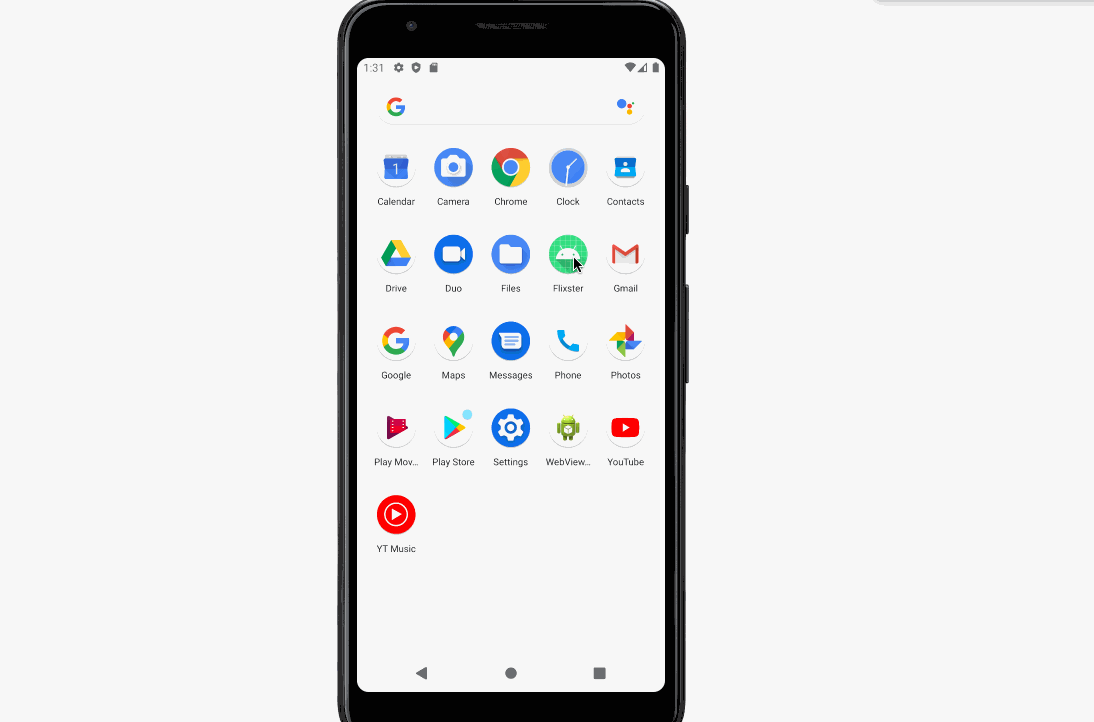 1:31
Calendar Camera Chrome Clock Contacts
Drive Duo Files Flixster Gmail
Google Maps Messages Phone Photos
Play Mov... Play Store Settings WebView... YouTube
YT Music